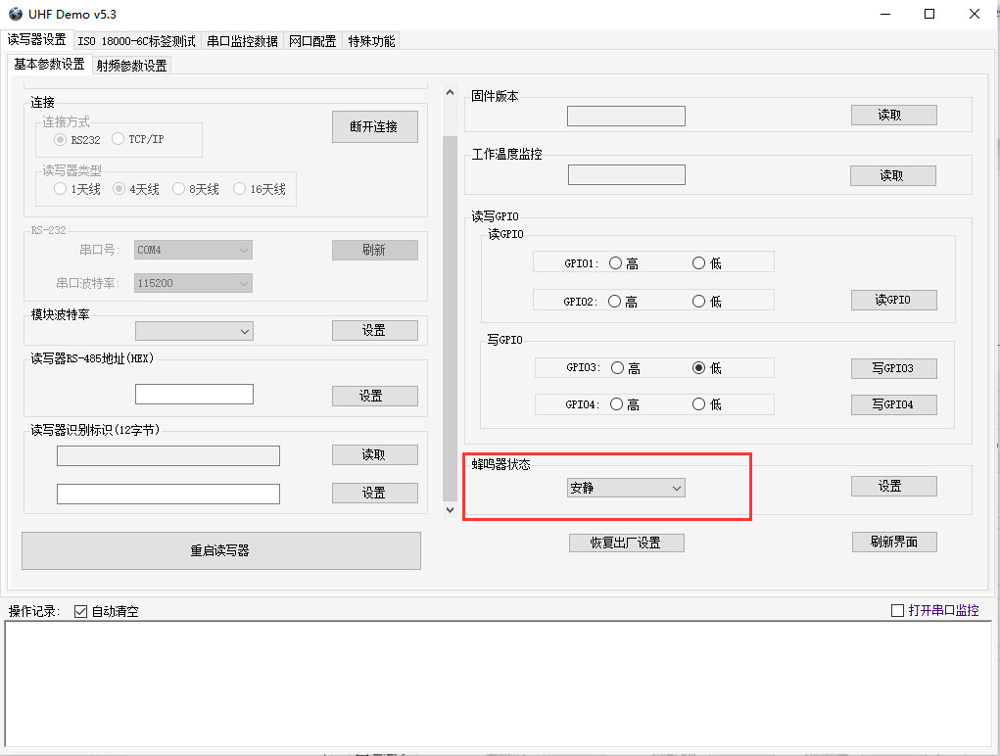 UHF Demo v5.3
读写器设置 ISO 18000-6C标签测试 串口监控数据 网口配置 特殊功能
基本参数设置 射频参数设置
连接
连接方式
RS232 TCP/IP
断开连接
读写器类型
1天线 4天线 8天线 16天线
RS-232
串口号: COM4 刷新
串口波特率: 115200
模块波特率
设置
读写器RS-485地址(HEX)
设置
读写器识别标识(12字节)
读取
设置
重启读写器
固件版本
读取
工作温度监控
读取
读写GPIO
读GPIO
GPIO1: 高 低
GPIO2: 高 低 读GPIO
写GPIO
GPIO3: 高 低 写GPIO3
GPIO4: 高 低 写GPIO4
蜂鸣器状态
安静 设置
恢复出厂设置 刷新界面
操作记录: 自动清空 打开串口监控